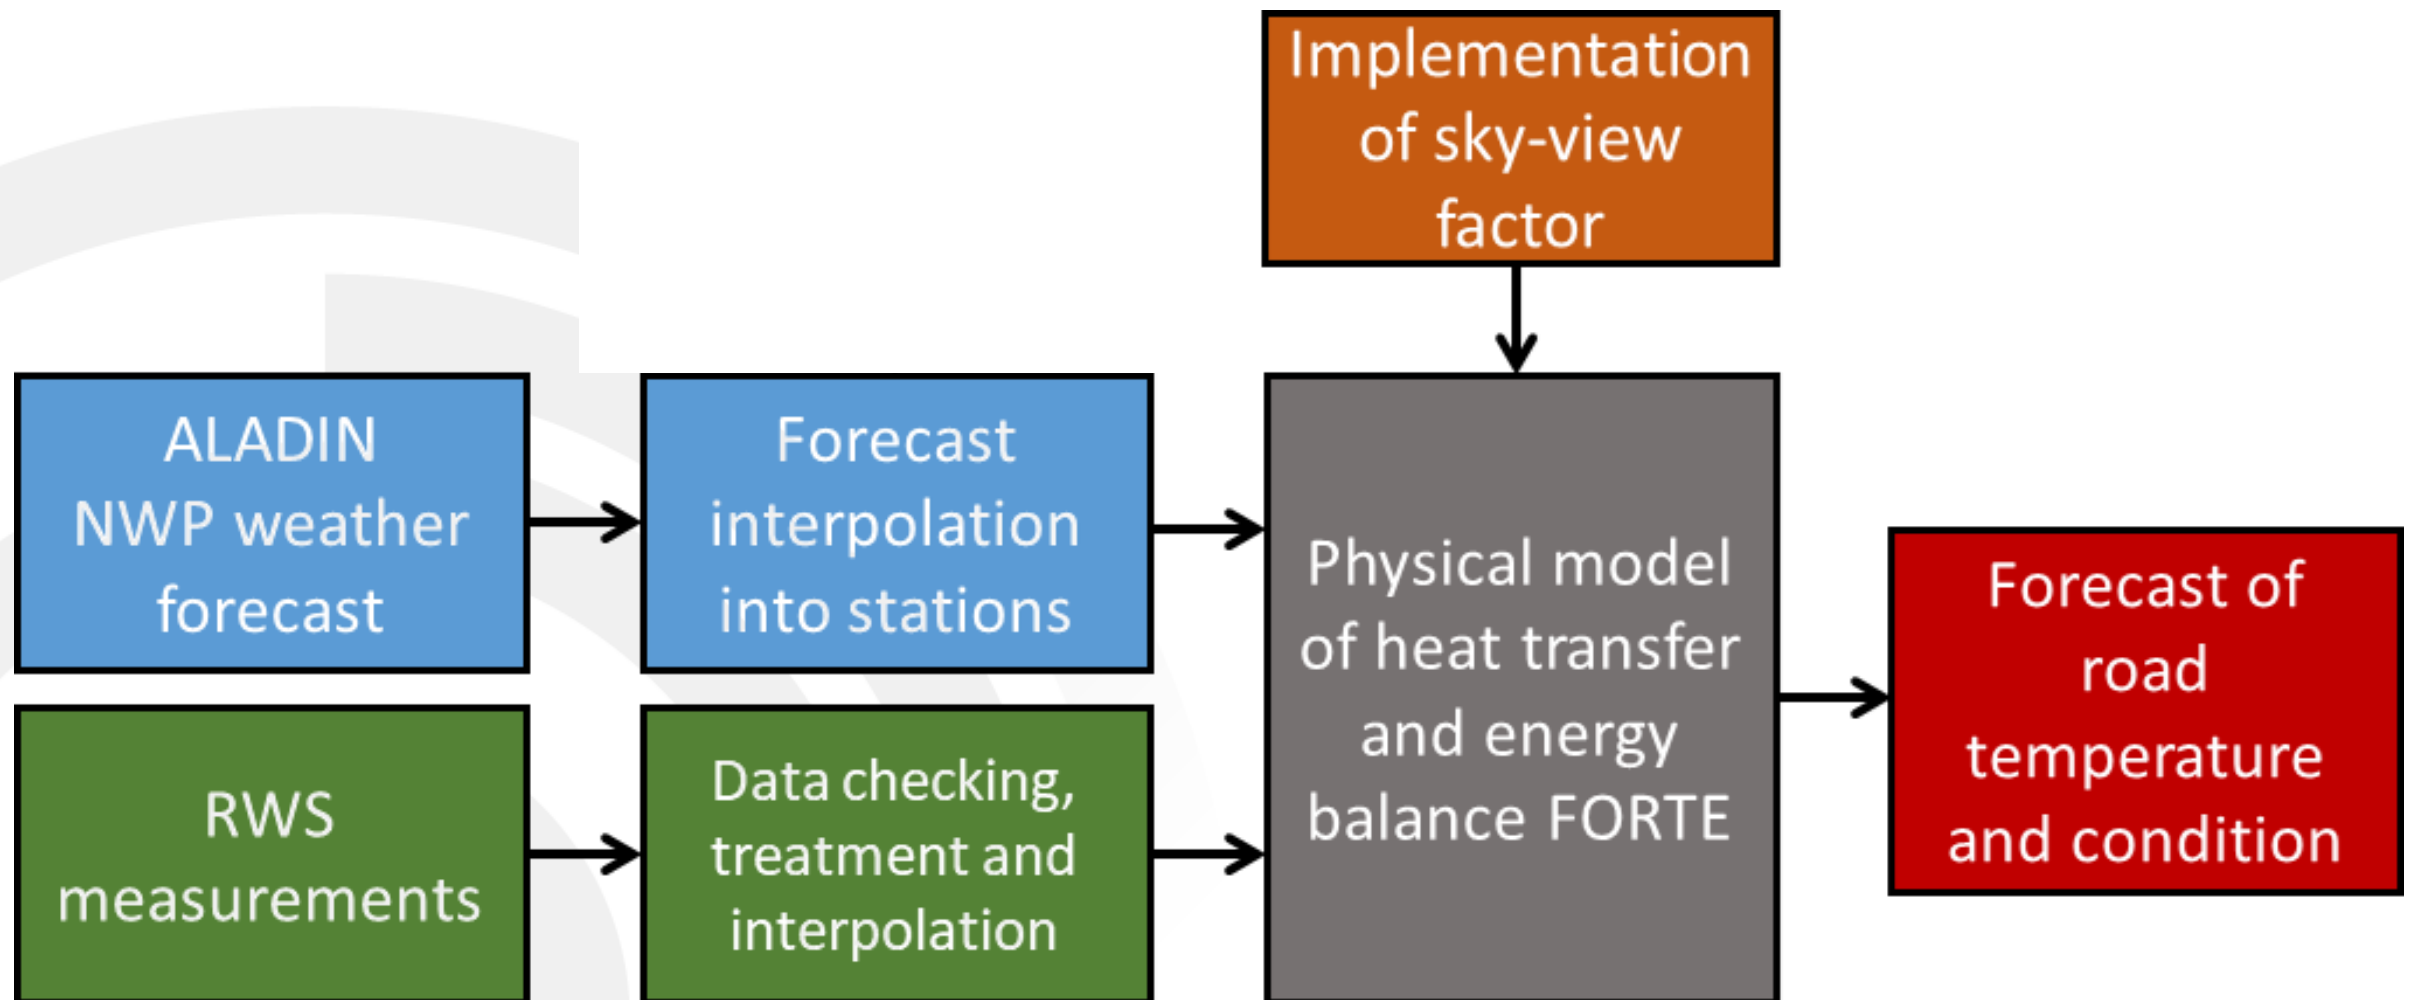 Implementation
of sky-view
factor
ALADIN
NWP weather
forecast
Forecast
interpolation
into stations
Physical model
of heat transfer
and energy
balance FORTE
Forecast of
road
temperature
and condition
RWS
measurements
Data checking,
treatment and
interpolation